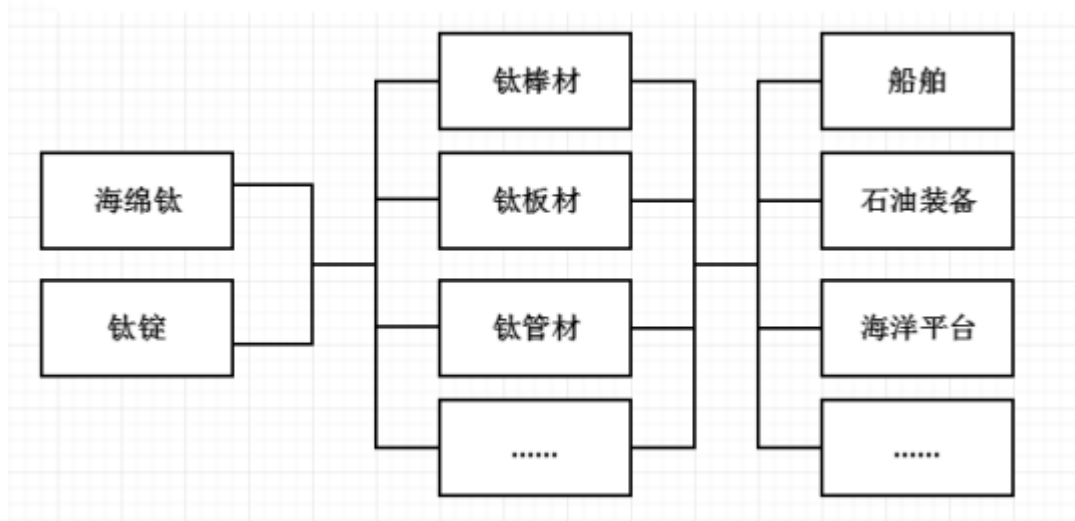 海绵钛
钛锭
钛棒材
钛板材
钛管材
......
船舶
石油装备
海洋平台
......